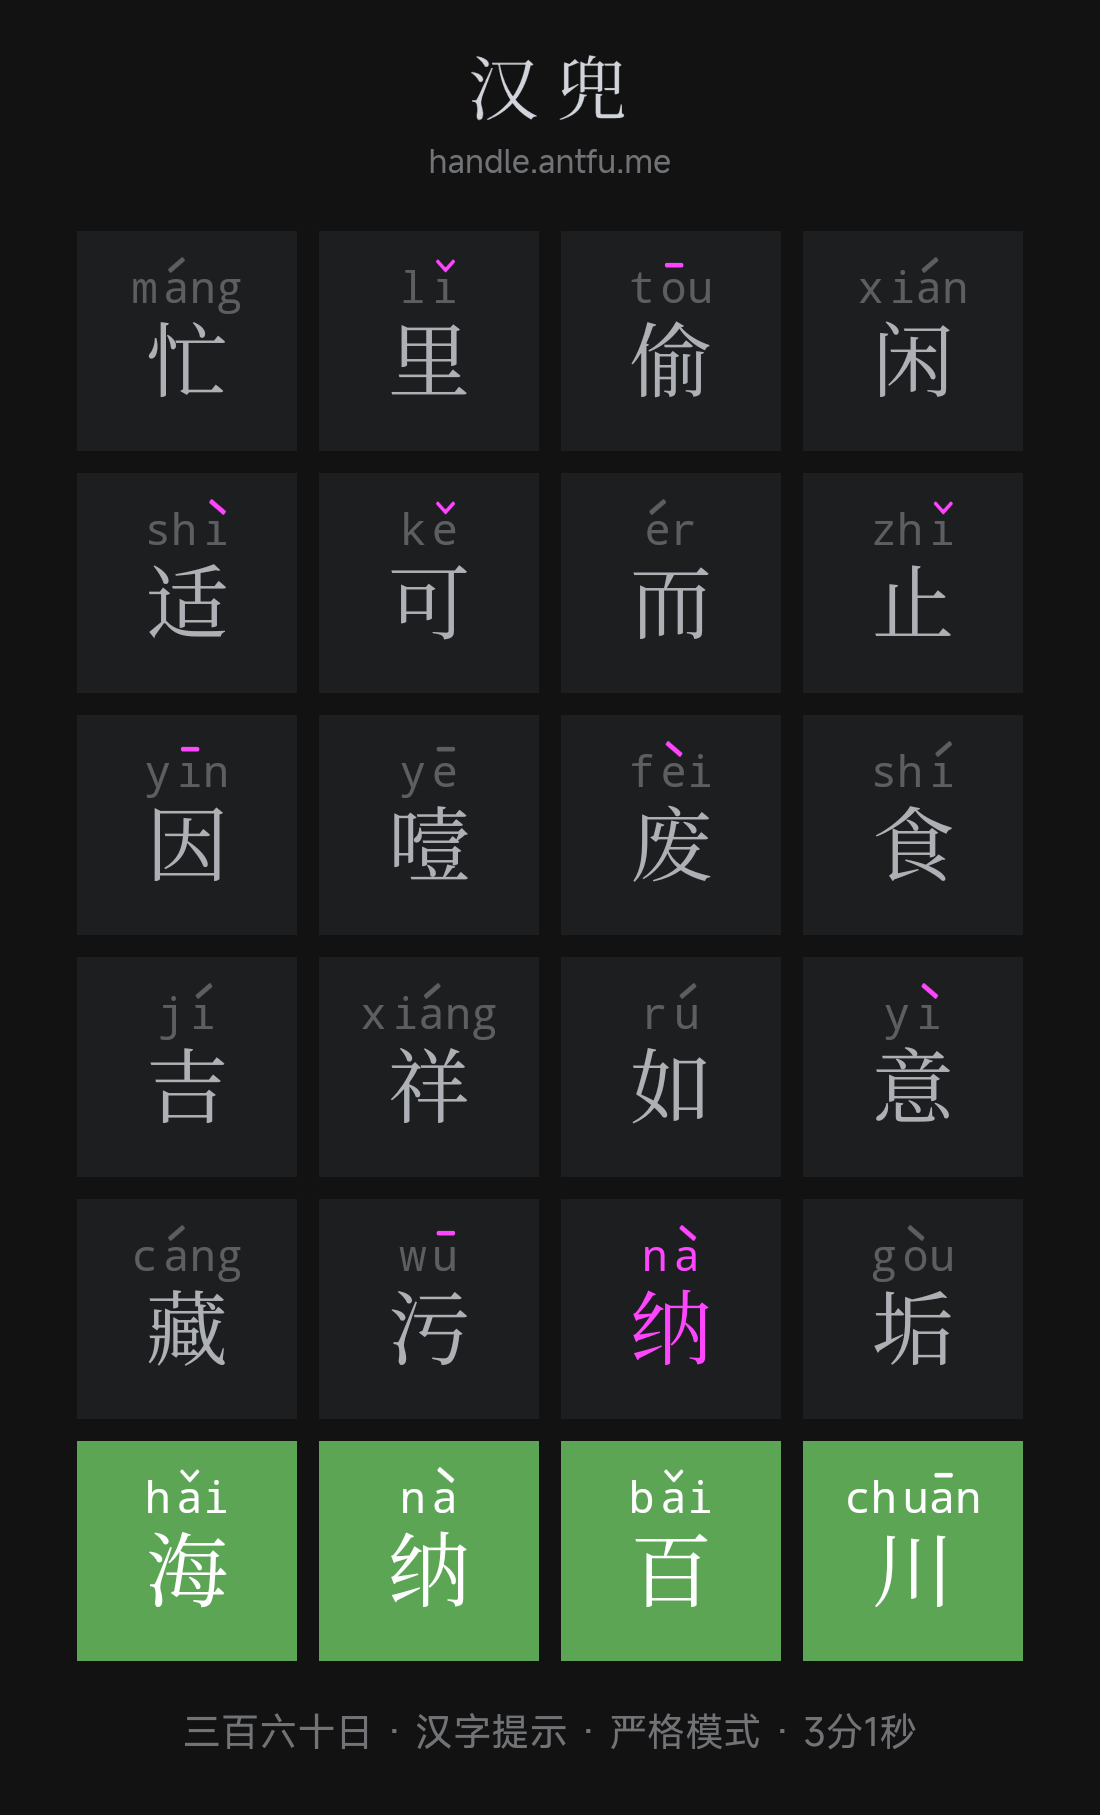 汉兜
handle.antfu.me
máng lǐ tōu xián
忙 里 偷 闲
shì kě ér zhǐ
适 可 而 止
yīn yē fèi shí
因 噎 废 食
jí xiáng rú yì
吉 祥 如 意
cáng wū nà gòu
藏 污 纳 垢
hǎi nà bǎi chuān
海 纳 百 川
三百六十日 · 汉字提示 · 严格模式 · 3分1秒